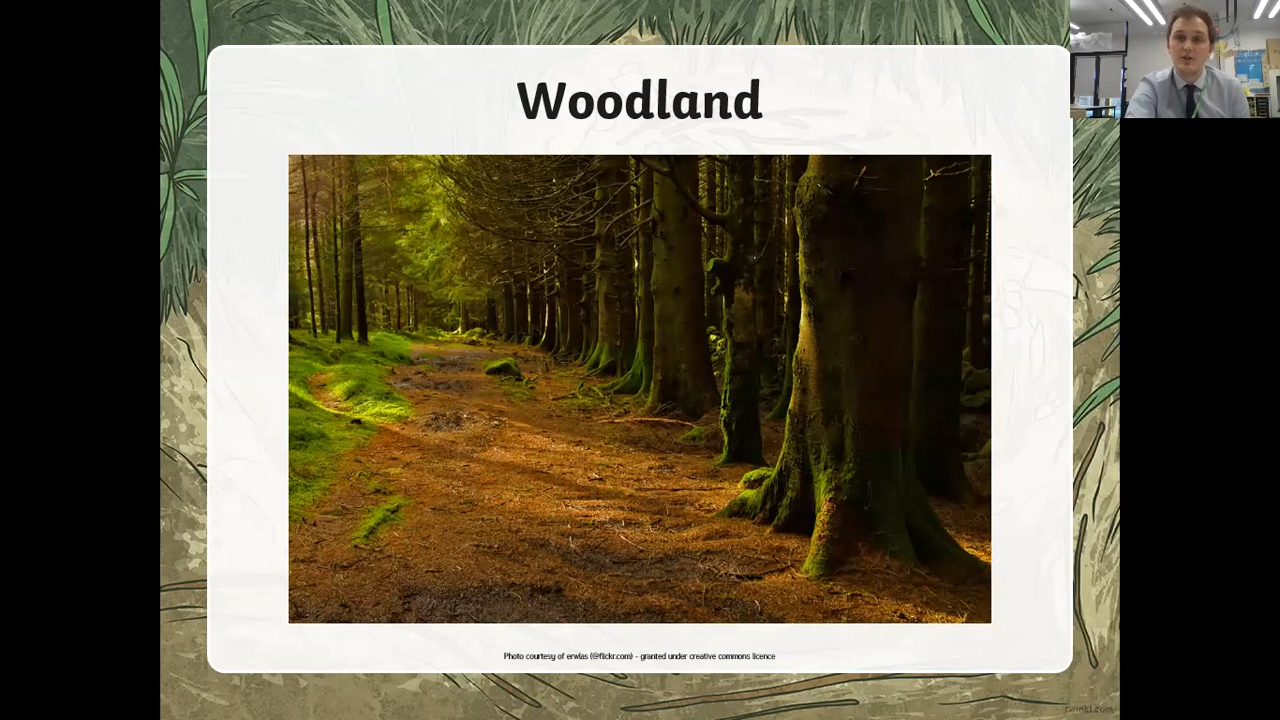 Woodland
Photo courtesy of erwlas (@flickr.com) - granted under creative commons licence
twinkl.com